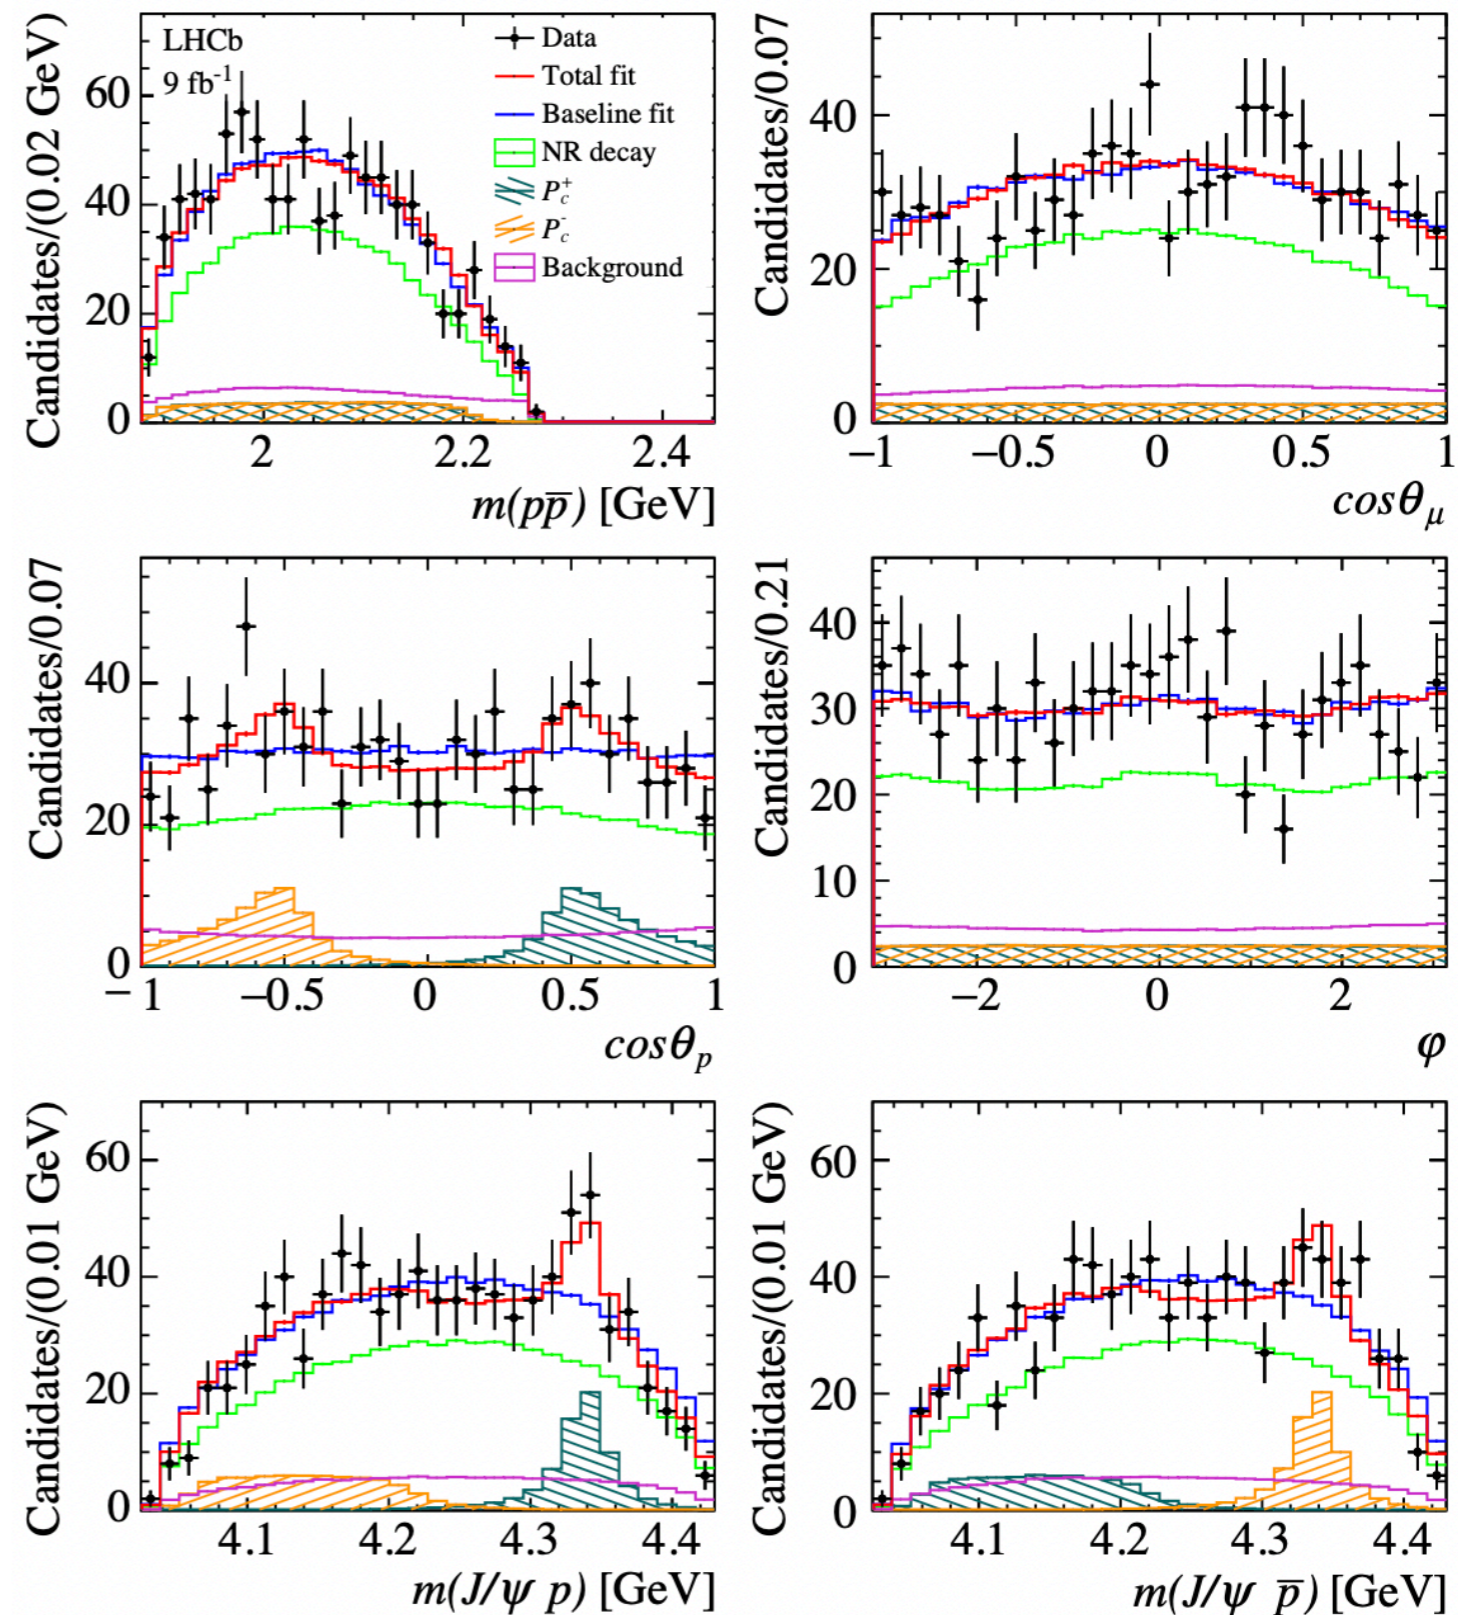 Candidates/(0.02 GeV)
60
40
20
0
LHCb
9 fb-1
Data
Total fit
Baseline fit
NR decay
Pc+
Pc-
Background
2
2.2
2.4
m(pp̅) [GeV]
Candidates/0.07
40
20
0
−1
−0.5
0
0.5
1
cosθμ
Candidates/0.07
40
20
0
−1
−0.5
0
0.5
1
cosθp
Candidates/0.21
40
30
20
10
0
−2
0
2
φ
Candidates/(0.01 GeV)
60
40
20
0
4.1
4.2
4.3
4.4
m(J/ψ p) [GeV]
Candidates/(0.01 GeV)
60
40
20
0
4.1
4.2
4.3
4.4
m(J/ψ p̅) [GeV]